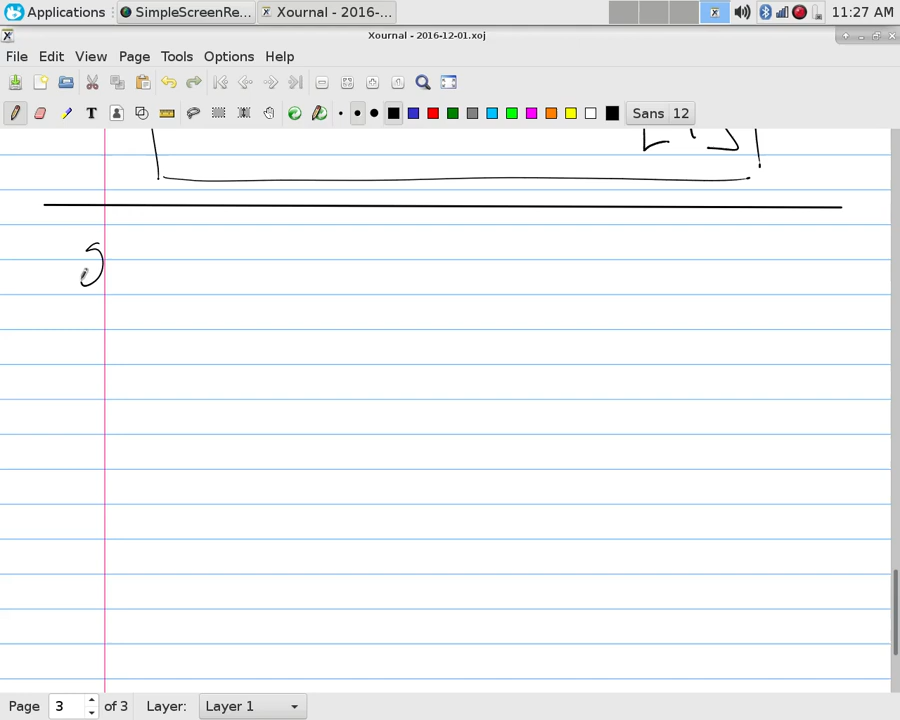 Applications
SimpleScreenRe...
Xournal - 2016-...
11:27 AM
Xournal - 2016-12-01.xoj
File Edit View Page Tools Options Help
Sans 12
Page 3 of 3 Layer: Layer 1